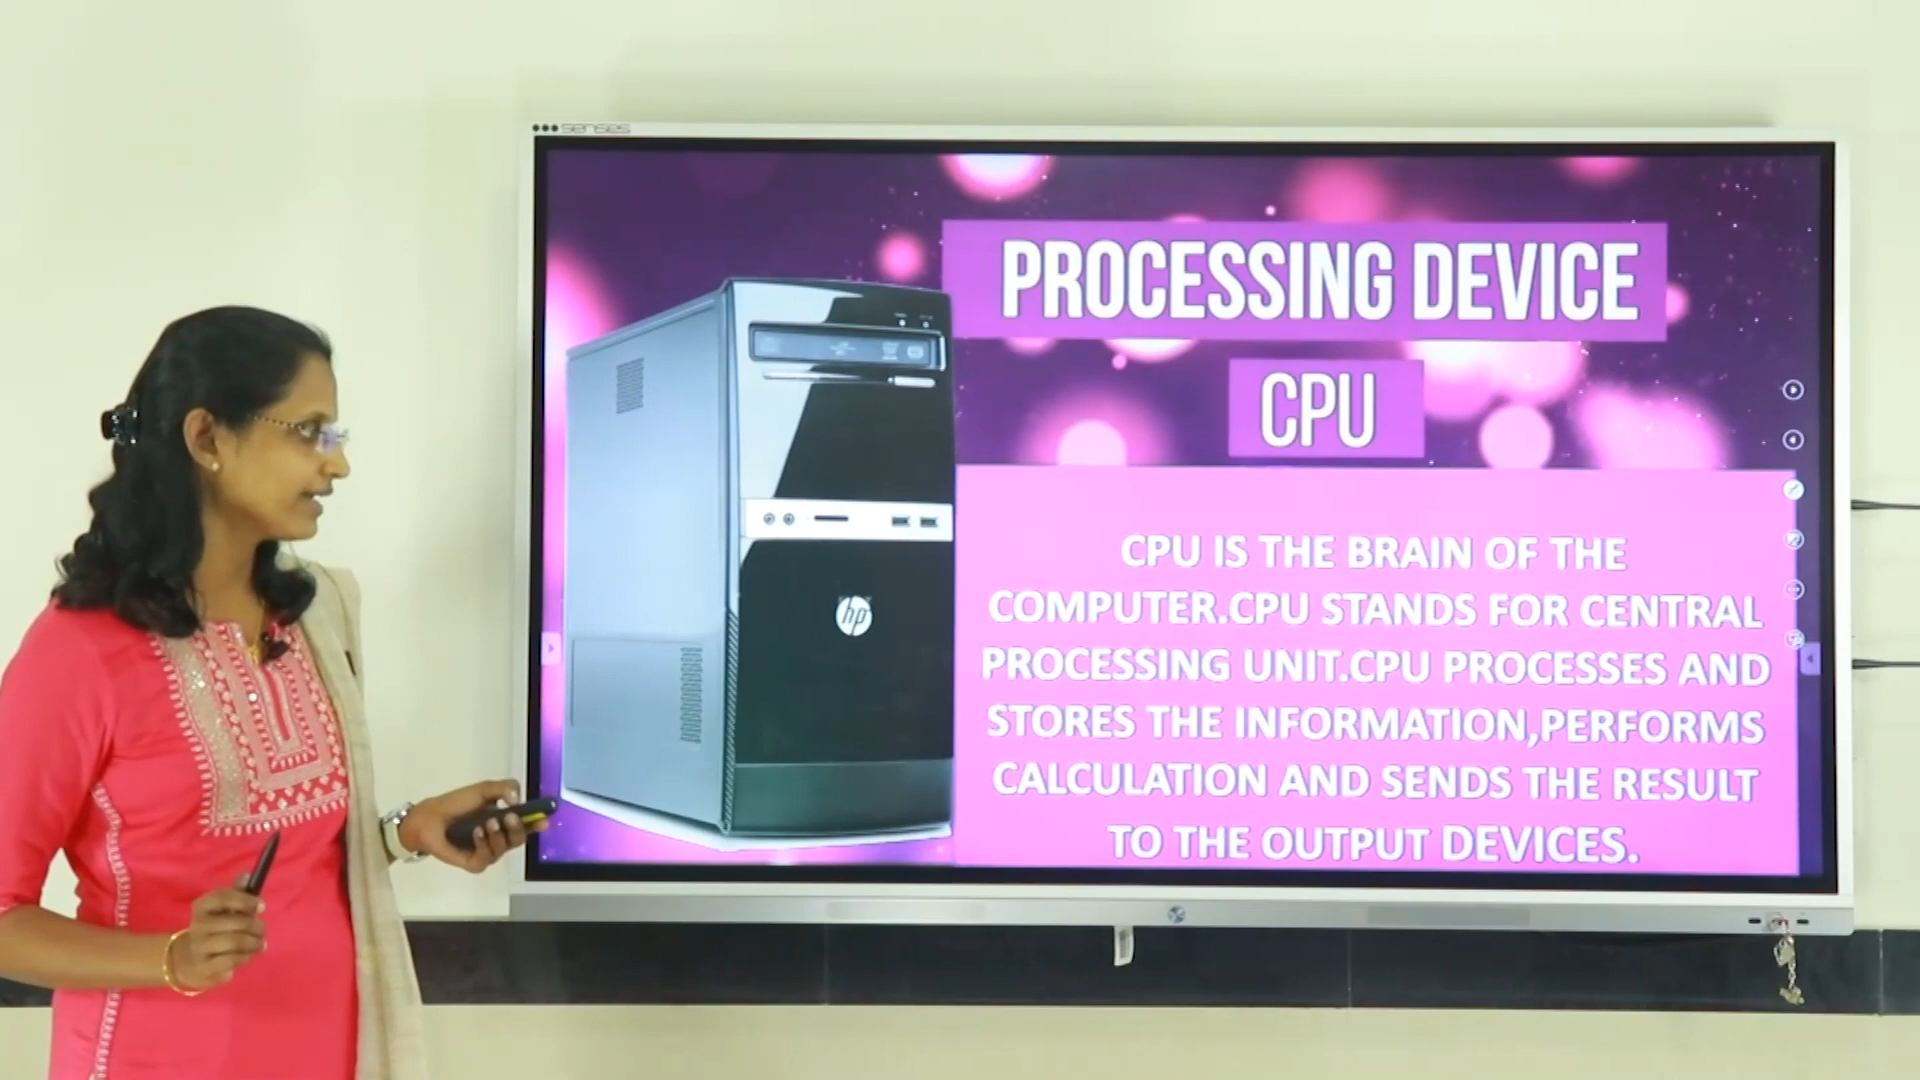 senses
PROCESSING DEVICE
CPU
hp
CPU IS THE BRAIN OF THE
COMPUTER.CPU STANDS FOR CENTRAL
PROCESSING UNIT.CPU PROCESSES AND
STORES THE INFORMATION,PERFORMS
CALCULATION AND SENDS THE RESULT
TO THE OUTPUT DEVICES.